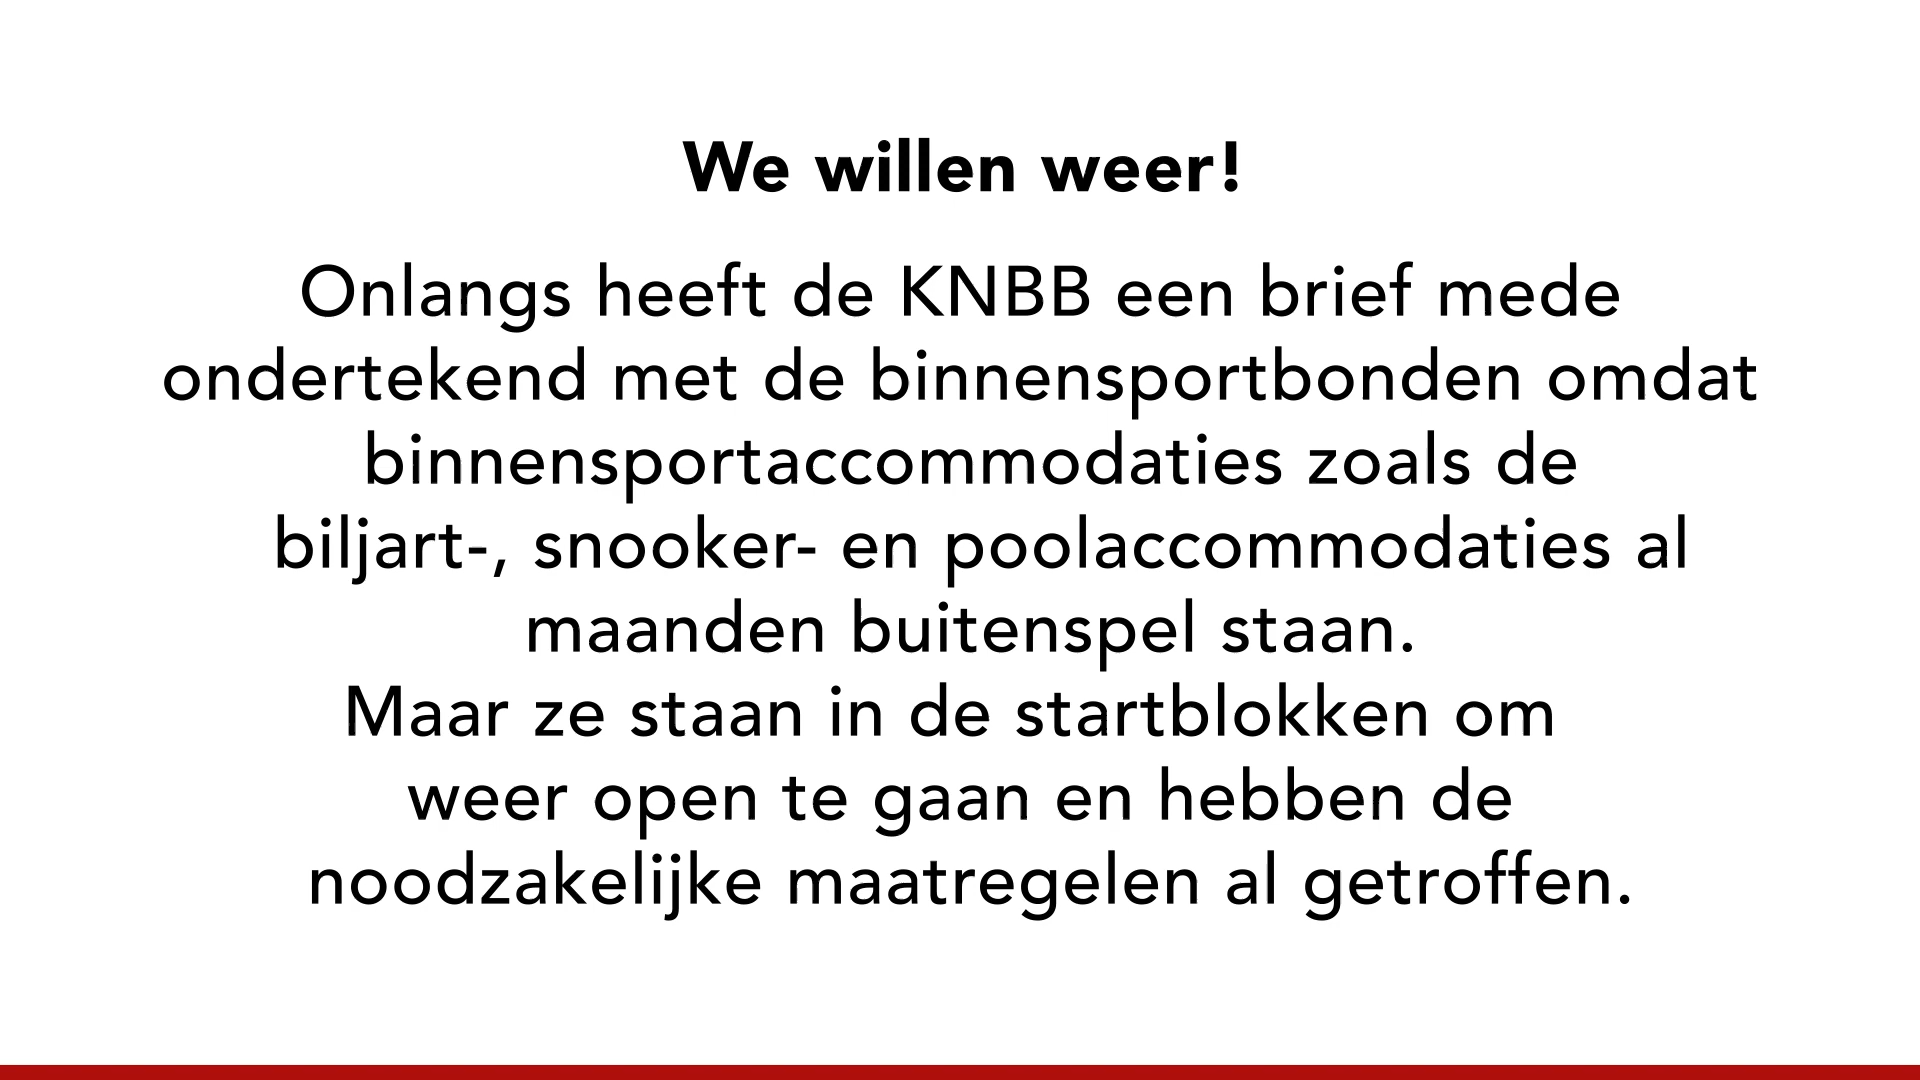 We willen weer!
Onlangs heeft de KNBB een brief mede
ondertekend met de binnensportbonden omdat
binnensportaccommodaties zoals de
biljart-, snooker- en poolaccommodaties al
maanden buitenspel staan.
Maar ze staan in de startblokken om
weer open te gaan en hebben de
noodzakelijke maatregelen al getroffen.